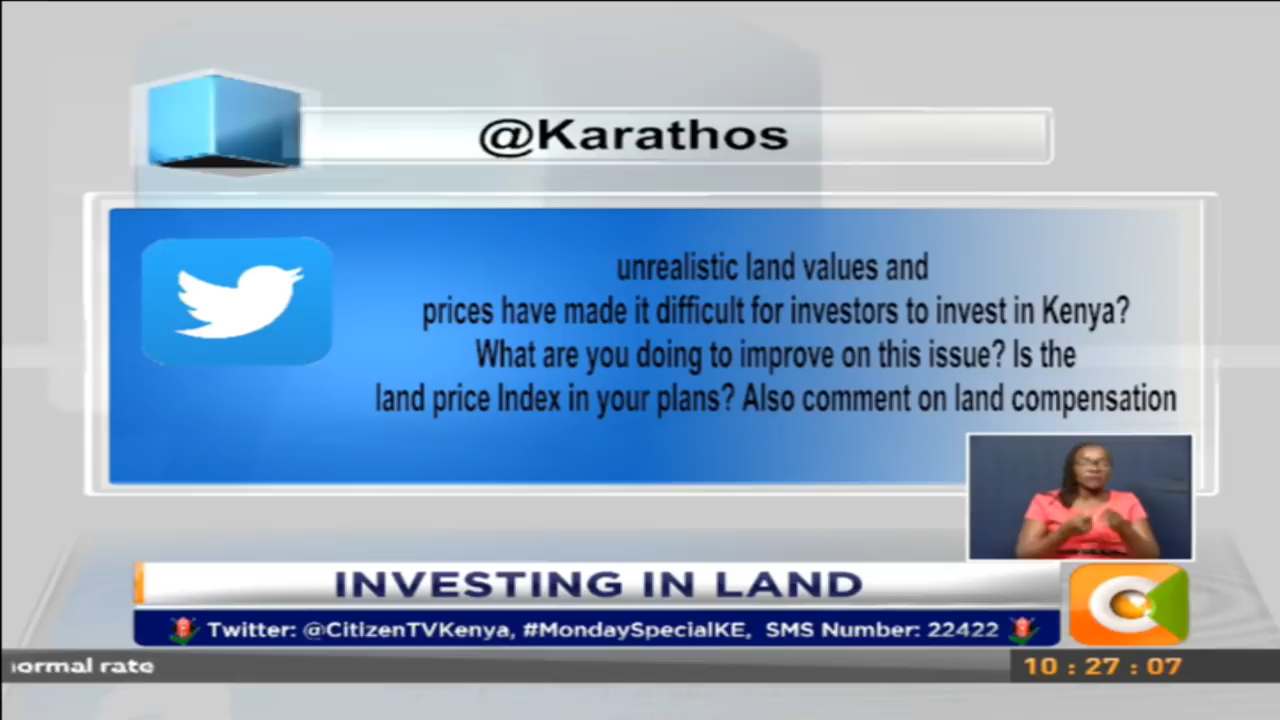 @Karathos
unrealistic land values and
prices have made it difficult for investors to invest in Kenya?
What are you doing to improve on this issue? Is the
land price Index in your plans? Also comment on land compensation
INVESTING IN LAND
Twitter: @CitizenTVKenya, #MondaySpecialKE, SMS Number: 22422
rate
10:27:07